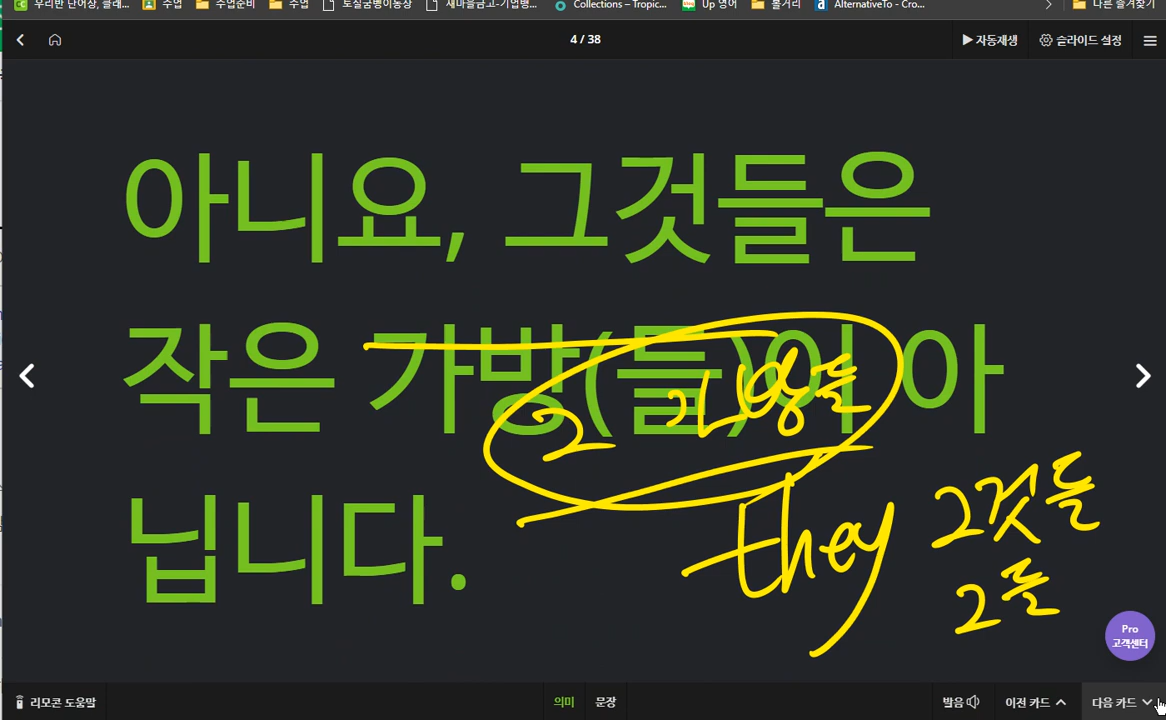 우리반 단어장, 클래... 수업 수업준비 수업 토실굼벵이농장 새마을금고-기업뱅... Collections – Tropic... Up 영어 볼거리 AlternativeTo - Cro... 다른 즐겨찾기
4 / 38 자동재생 슬라이드 설정
아니요, 그것들은
작은 가방(들)이 아
닙니다.
그 가방들
they
그것들
그들
Pro
고객센터
리모콘 도움말 의미 문장 발음 이전 카드 다음 카드